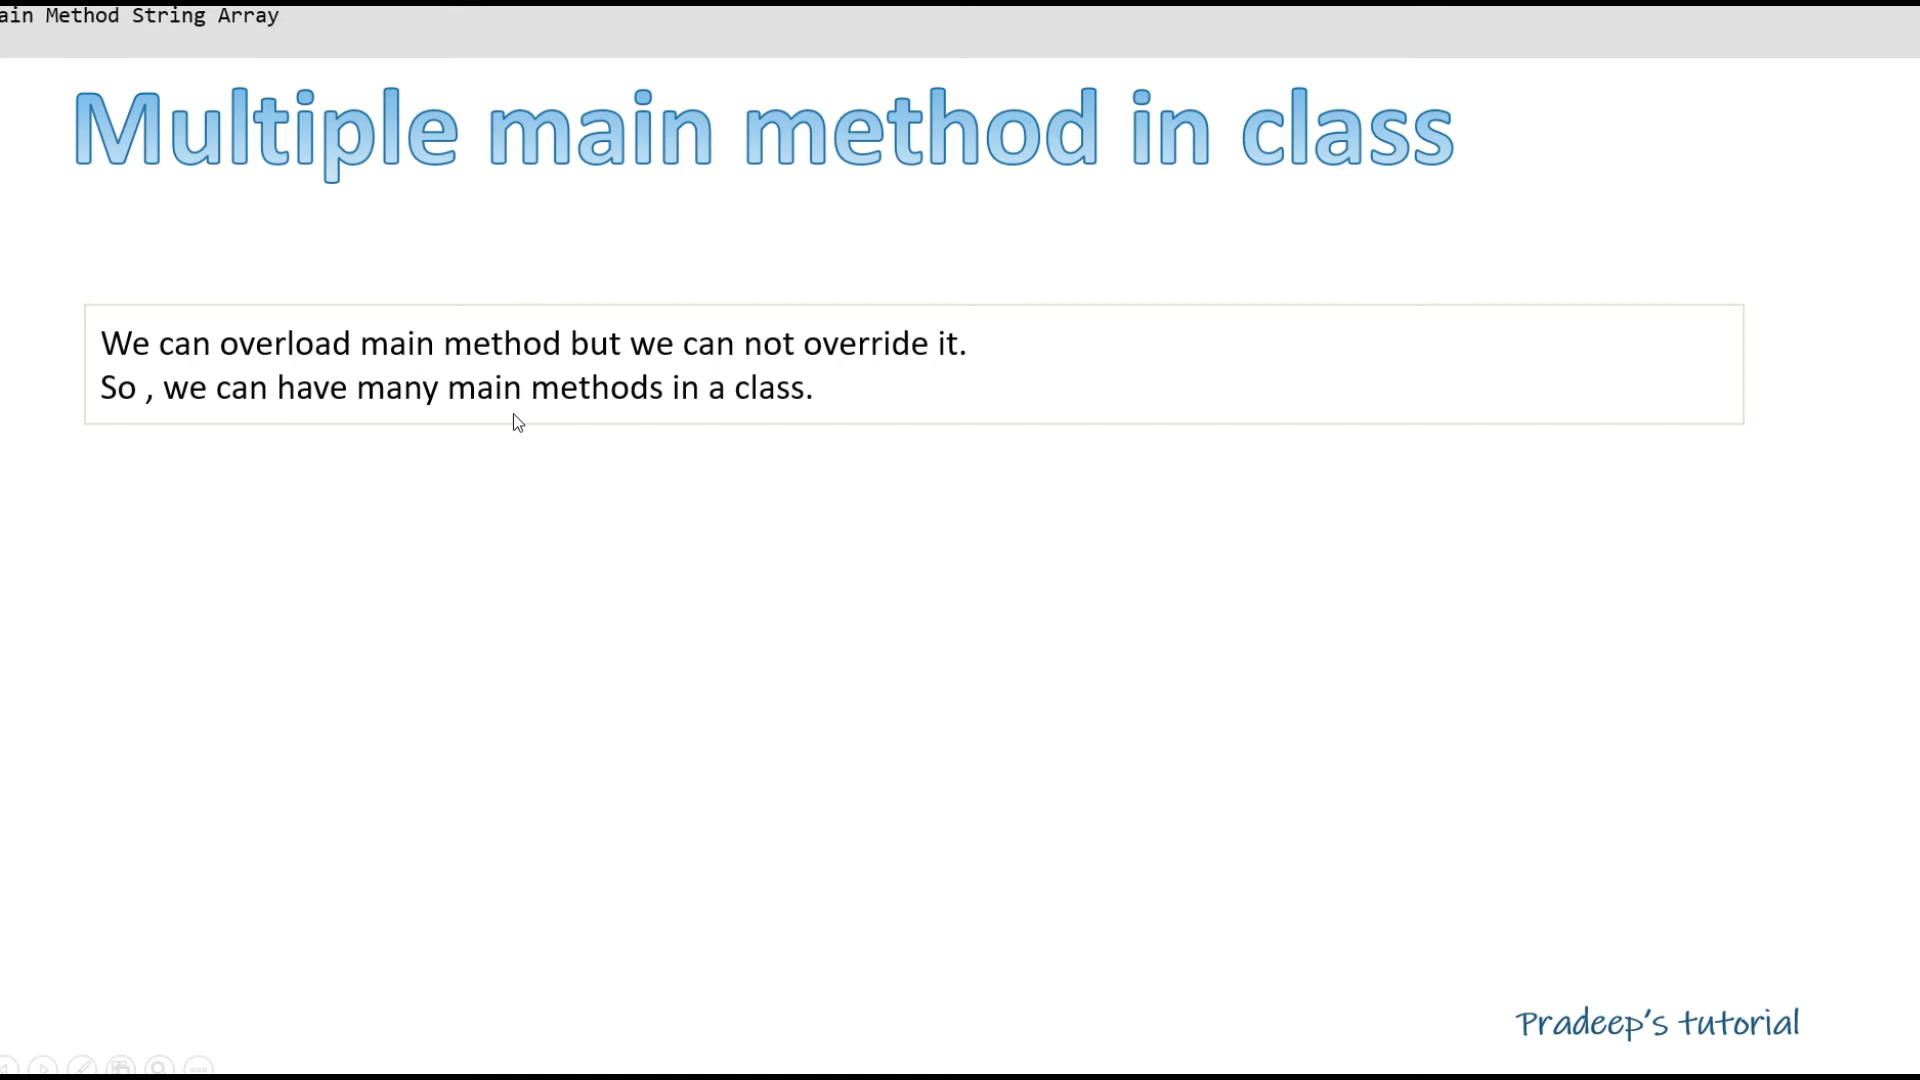 ain Method String Array
Multiple main method in class
We can overload main method but we can not override it.
So , we can have many main methods in a class.
Pradeep's tutorial